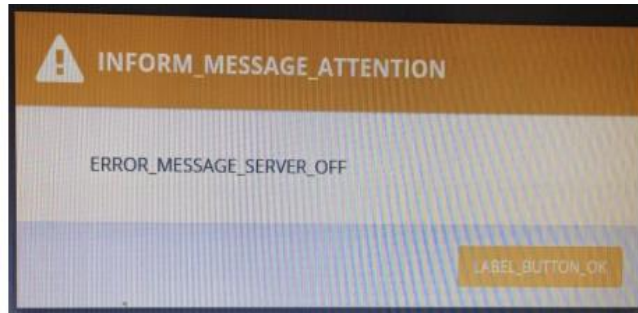 INFORM_MESSAGE_ATTENTION
ERROR_MESSAGE_SERVER_OFF
LABEL_BUTTON_OK